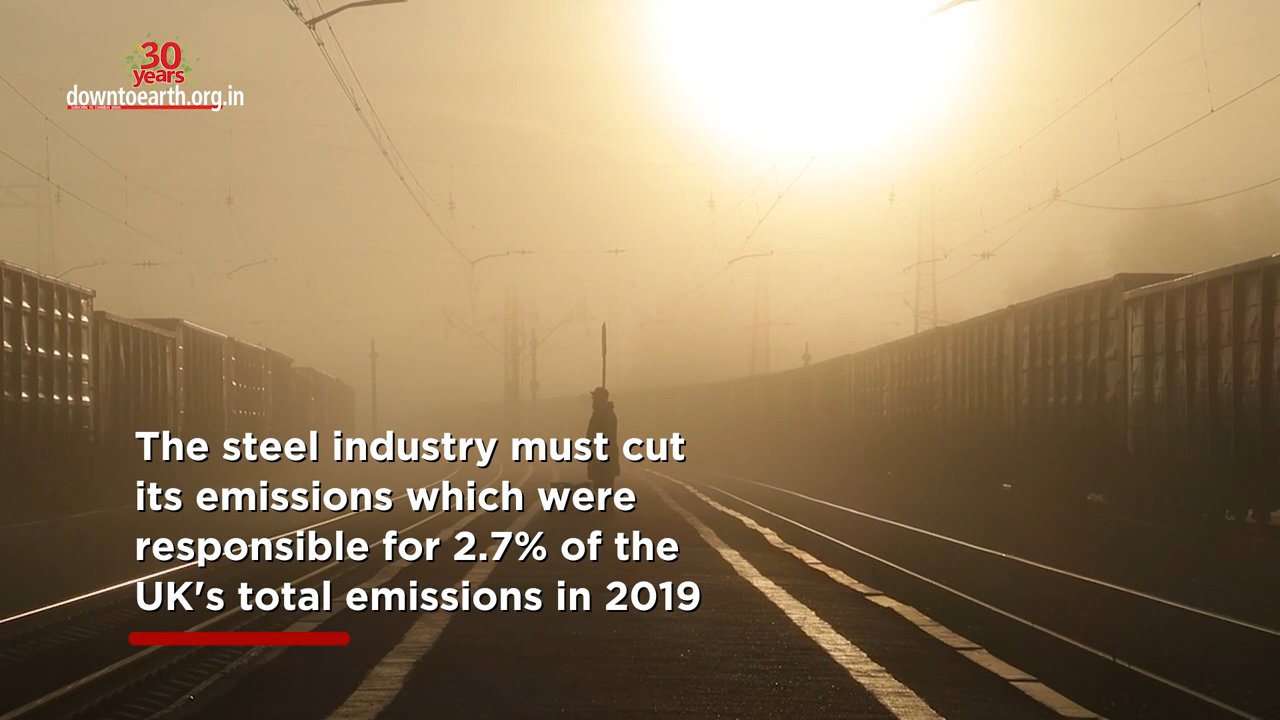 30
years
downtoearth.org.in
The steel industry must cut
its emissions which were
responsible for 2.7% of the
UK's total emissions in 2019